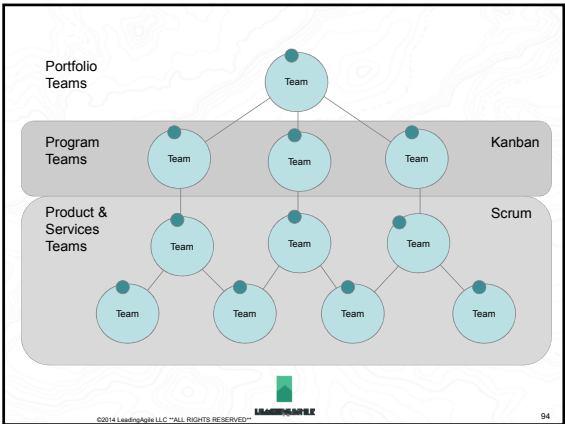 Portfolio
Teams
Team
Program
Teams
Team
Team
Team
Kanban
Product &
Services
Teams
Team
Team
Team
Scrum
Team
Team
Team
Team
©2014 LeadingAgile LLC **ALL RIGHTS RESERVED**
94